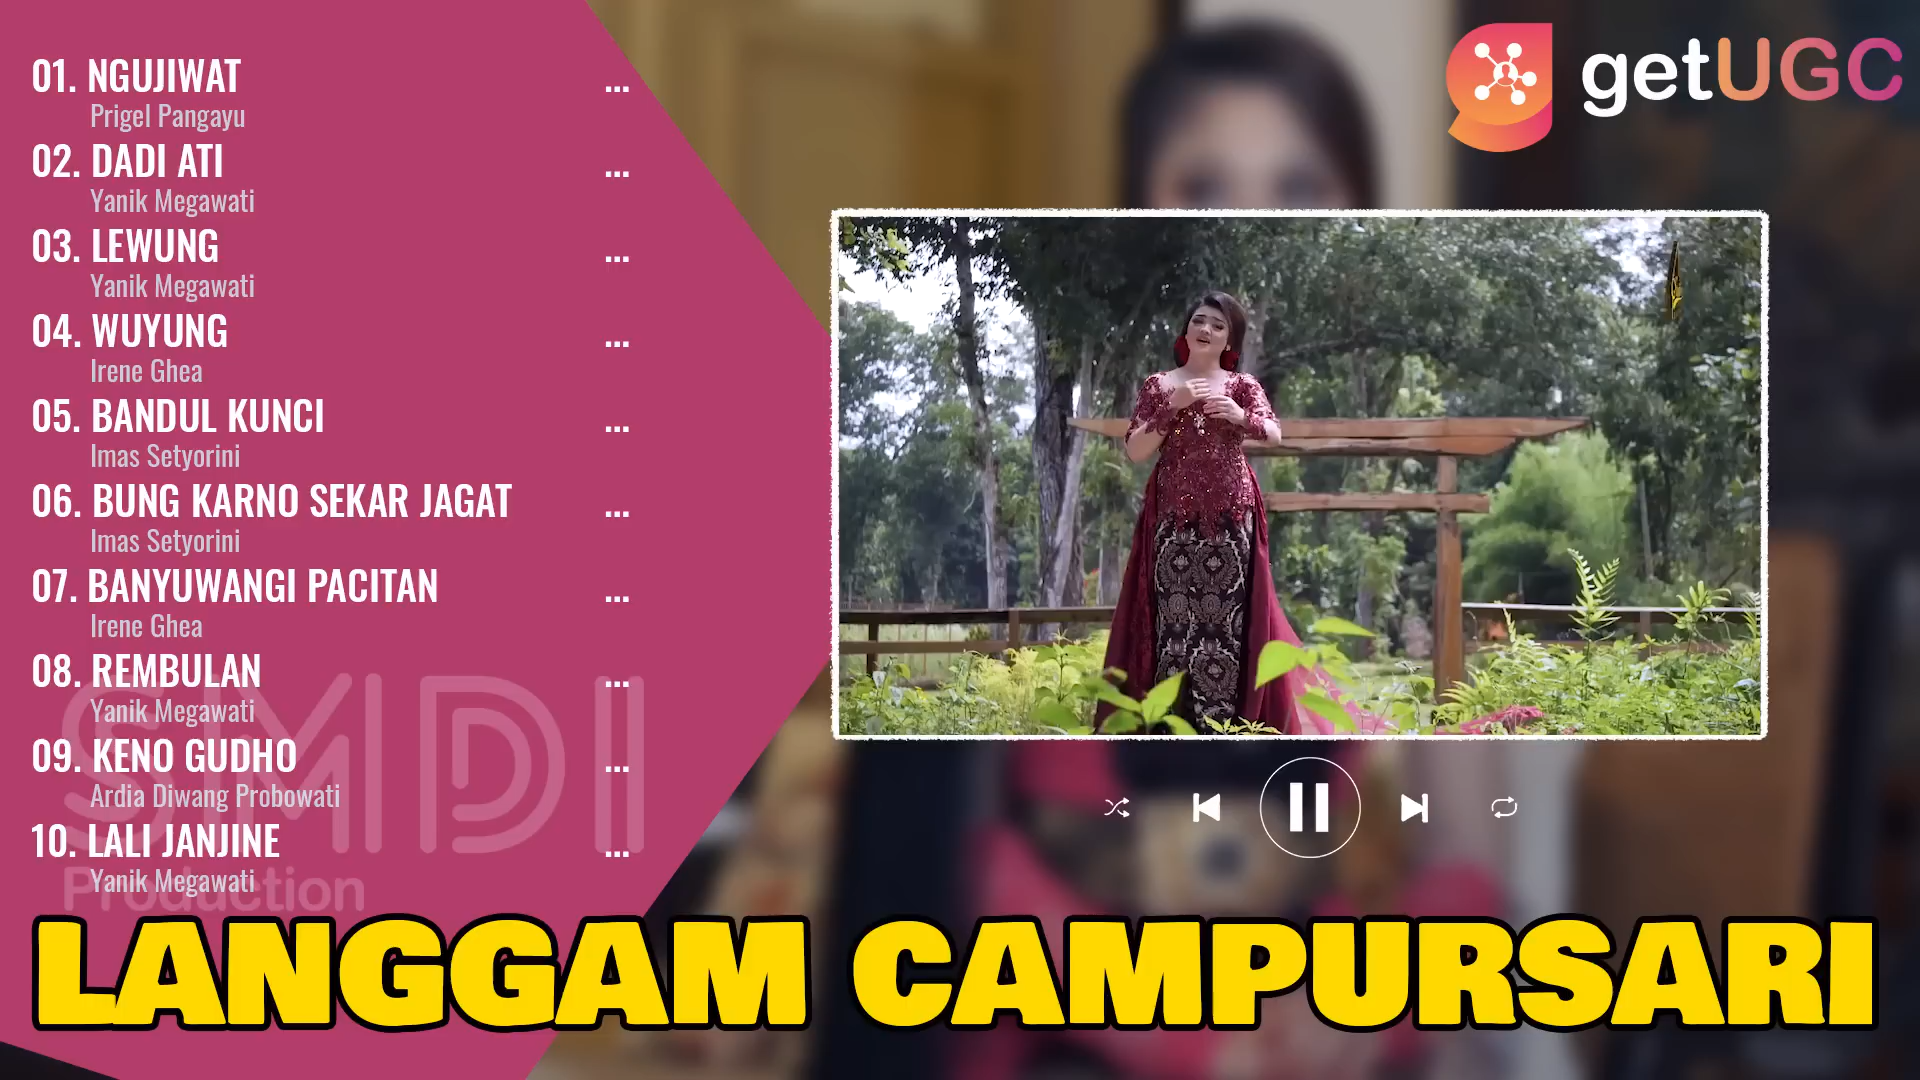 01. NGUJIWAT ...
Prigel Pangayu
02. DADI ATI ...
Yanik Megawati
03. LEWUNG ...
Yanik Megawati
04. WUYUNG ...
Irene Ghea
05. BANDUL KUNCI ...
Imas Setyorini
06. BUNG KARNO SEKAR JAGAT ...
Imas Setyorini
07. BANYUWANGI PACITAN ...
Irene Ghea
08. REMBULAN ...
Yanik Megawati
09. KENO GUDHO ...
Ardia Diwang Probowati
10. LALI JANJINE ...
Yanik Megawati
SMDI
Production
getUGC
LANGGAM CAMPURSARI